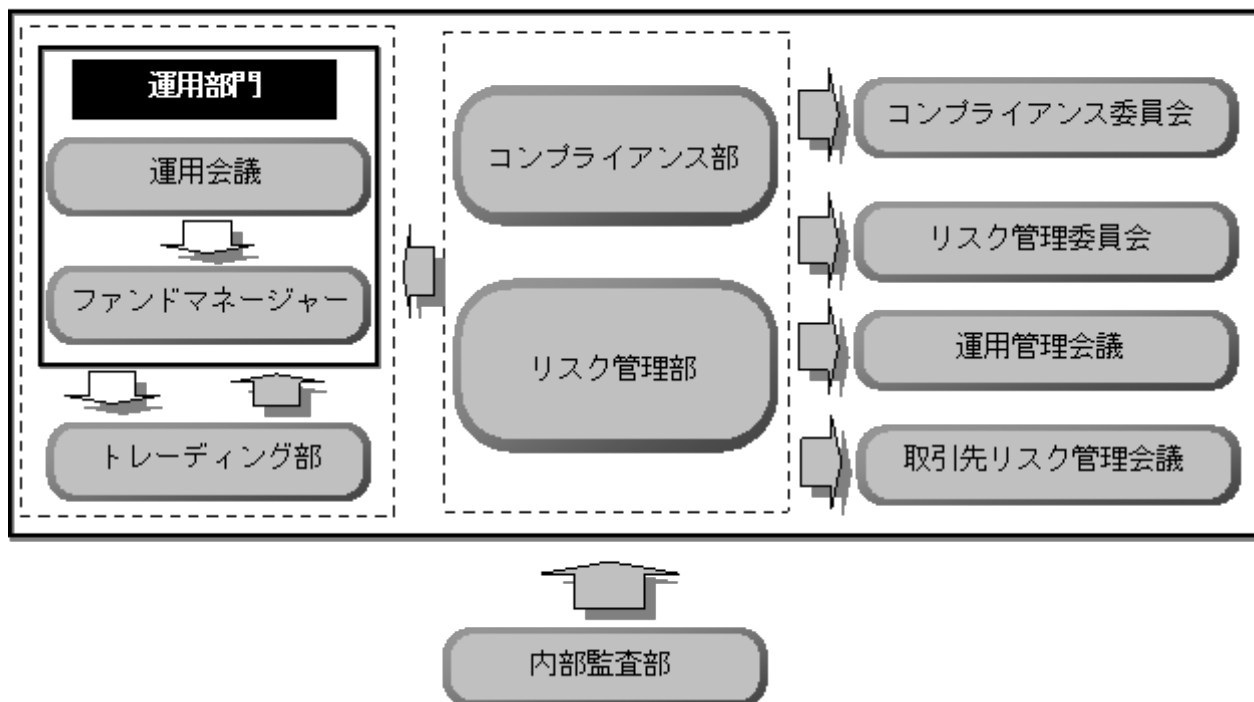 運用部門
運用会議
ファンドマネージャー
トレーディング部
コンプライアンス部
リスク管理部
コンプライアンス委員会
リスク管理委員会
運用管理会議
取引先リスク管理会議
内部監査部